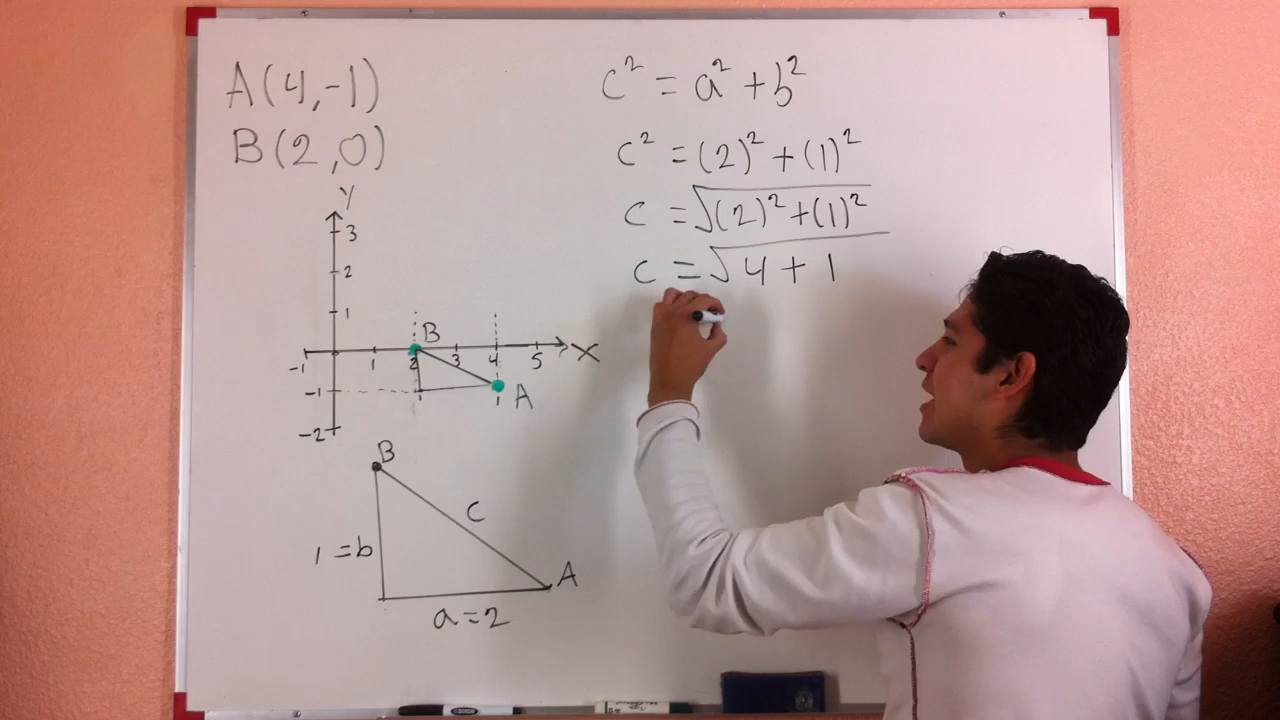 A(4,-1)
B(2,0)
Y
3
2
1
B
-1 1 2 3 4 5 X
-1
A
-2
B
C
1 = b
A
a = 2
c² = a² + b²
c² = (2)² + (1)²
c = √(2)² + (1)²
c = √4 + 1